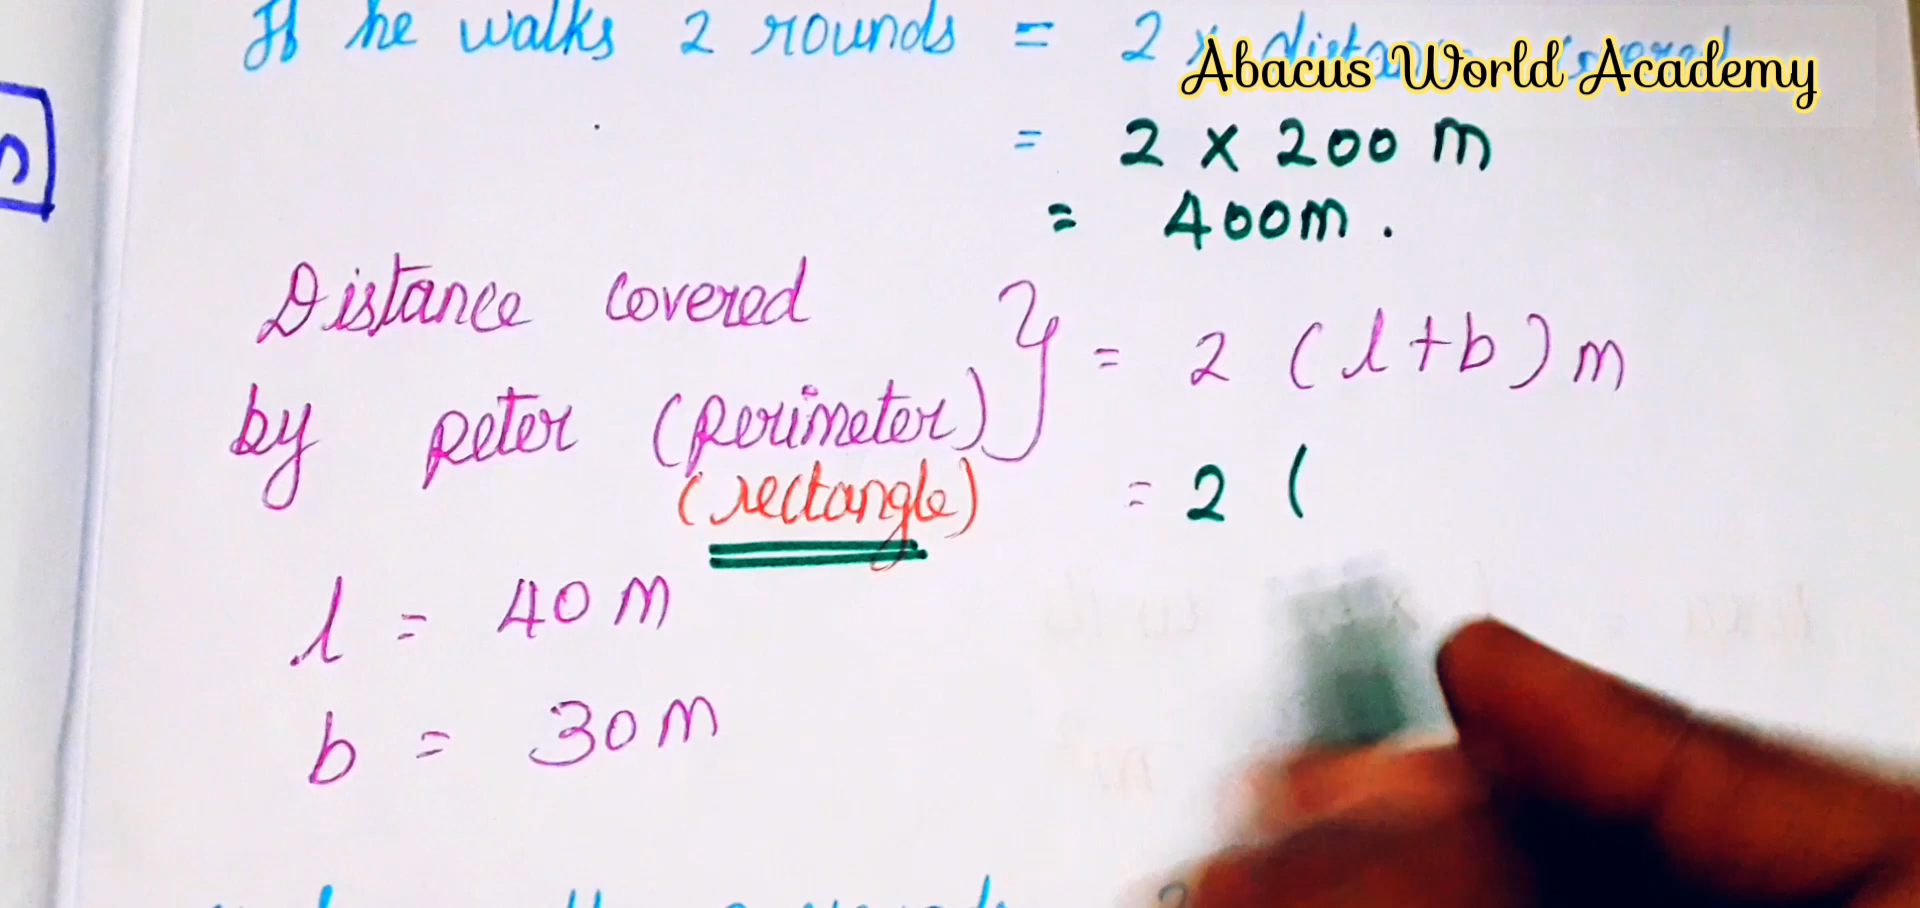 If he walks 2 rounds = 2 ×
Abacus World Academy
= 2 × 200 m
= 400m.
Distance covered
by peter (perimeter) } = 2 (l+b) m
(rectangle) = 2 (
l = 40 m
b = 30 m